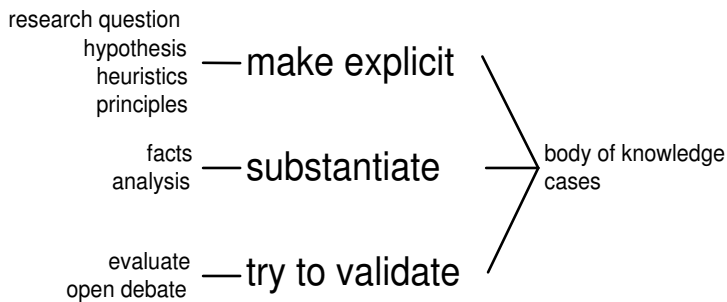 research question
hypothesis
heuristics
principles
make explicit
facts
analysis
substantiate
body of knowledge
cases
evaluate
open debate
try to validate